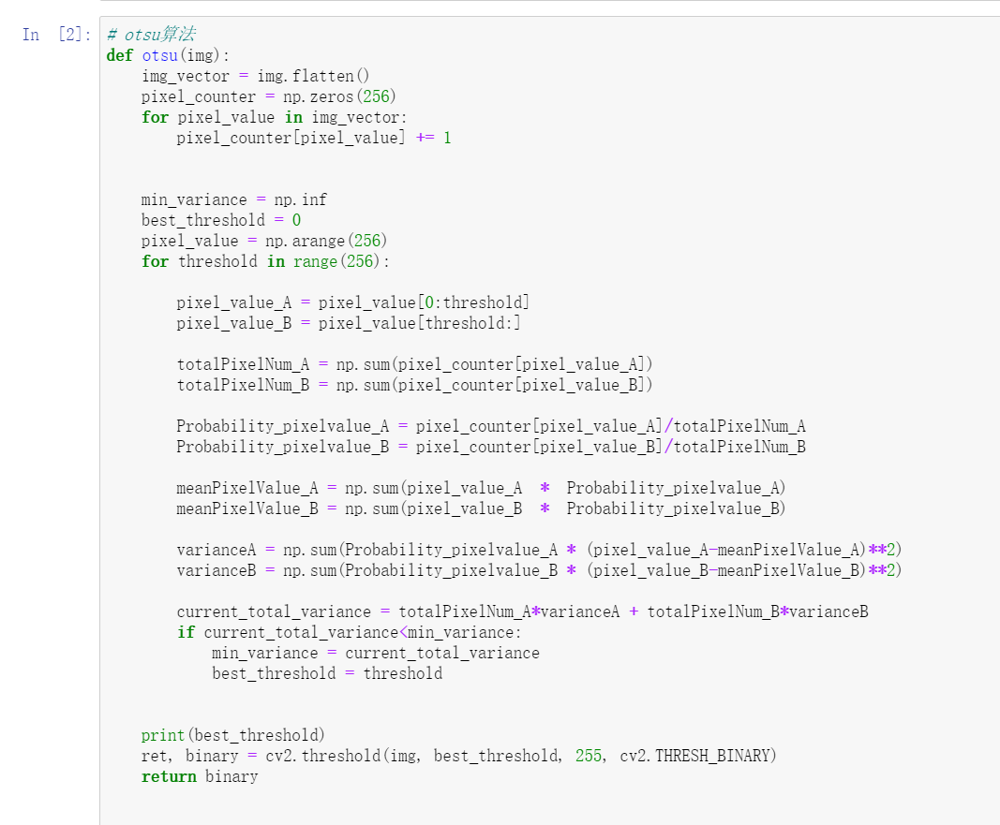 In [2]:
# otsu算法
def otsu(img):
    img_vector = img.flatten()
    pixel_counter = np.zeros(256)
    for pixel_value in img_vector:
        pixel_counter[pixel_value] += 1
    min_variance = np.inf
    best_threshold = 0
    pixel_value = np.arange(256)
    for threshold in range(256):
        pixel_value_A = pixel_value[0:threshold]
        pixel_value_B = pixel_value[threshold:]
        totalPixelNum_A = np.sum(pixel_counter[pixel_value_A])
        totalPixelNum_B = np.sum(pixel_counter[pixel_value_B])
        Probability_pixelvalue_A = pixel_counter[pixel_value_A]/totalPixelNum_A
        Probability_pixelvalue_B = pixel_counter[pixel_value_B]/totalPixelNum_B
        meanPixelValue_A = np.sum(pixel_value_A  *  Probability_pixelvalue_A)
        meanPixelValue_B = np.sum(pixel_value_B  *  Probability_pixelvalue_B)
        varianceA = np.sum(Probability_pixelvalue_A * (pixel_value_A-meanPixelValue_A)**2)
        varianceB = np.sum(Probability_pixelvalue_B * (pixel_value_B-meanPixelValue_B)**2)
        current_total_variance = totalPixelNum_A*varianceA + totalPixelNum_B*varianceB
        if current_total_variance<min_variance:
            min_variance = current_total_variance
            best_threshold = threshold
    print(best_threshold)
    ret, binary = cv2.threshold(img, best_threshold, 255, cv2.THRESH_BINARY)
    return binary